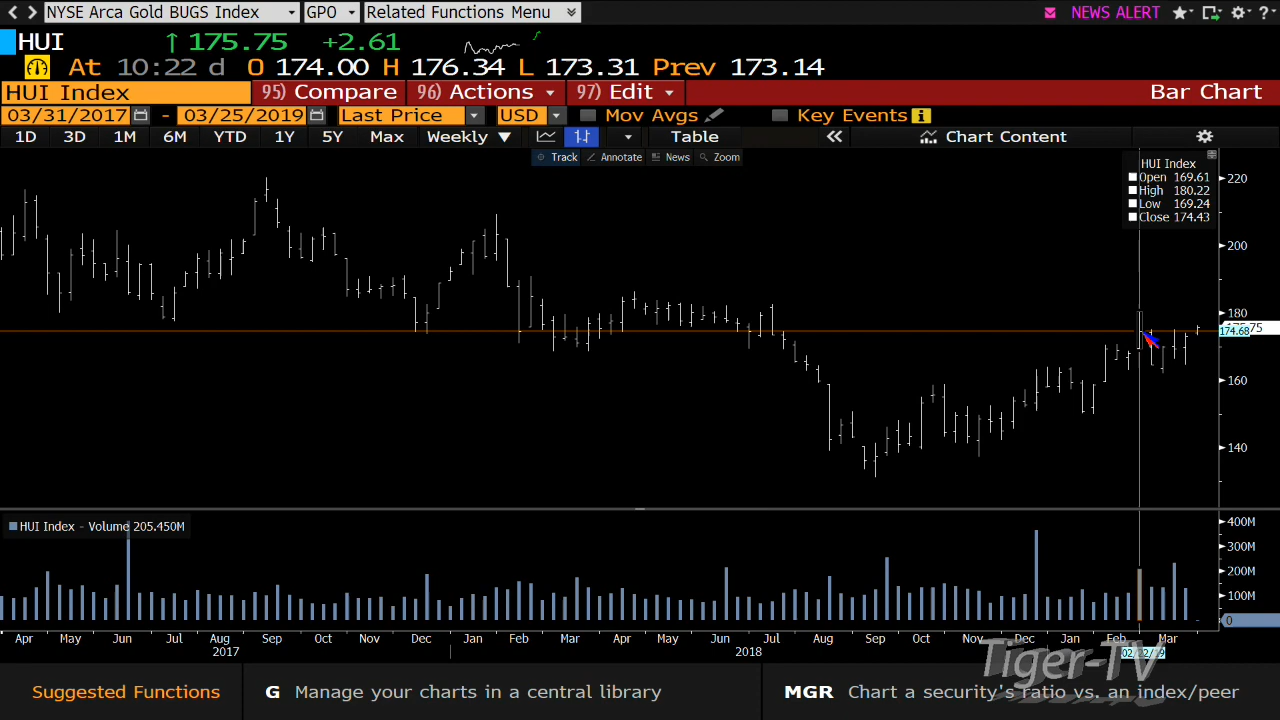 NYSE Arca Gold BUGS Index GPO Related Functions Menu NEWS ALERT ?
HUI ↑ 175.75 +2.61
At 10:22 d O 174.00 H 176.34 L 173.31 Prev 173.14
HUI Index 95) Compare 96) Actions 97) Edit Bar Chart
03/31/2017 - 03/25/2019 Last Price USD Mov Avgs Key Events i
1D 3D 1M 6M YTD 1Y 5Y Max Weekly ▼ Table « Chart Content
Track Annotate News Zoom
HUI Index
Open 169.61
High 180.22
Low 169.24
Close 174.43
220
200
180
174.68
160
140
HUI Index - Volume 205.450M
400M
300M
200M
100M
0
Apr May Jun Jul Aug Sep Oct Nov Dec Jan Feb Mar Apr May Jun Jul Aug Sep Oct Nov Dec Jan Feb Mar
2017 2018 02/22/19
Tiger-TV
Suggested Functions G Manage your charts in a central library MGR Chart a security's ratio vs. an index/peer